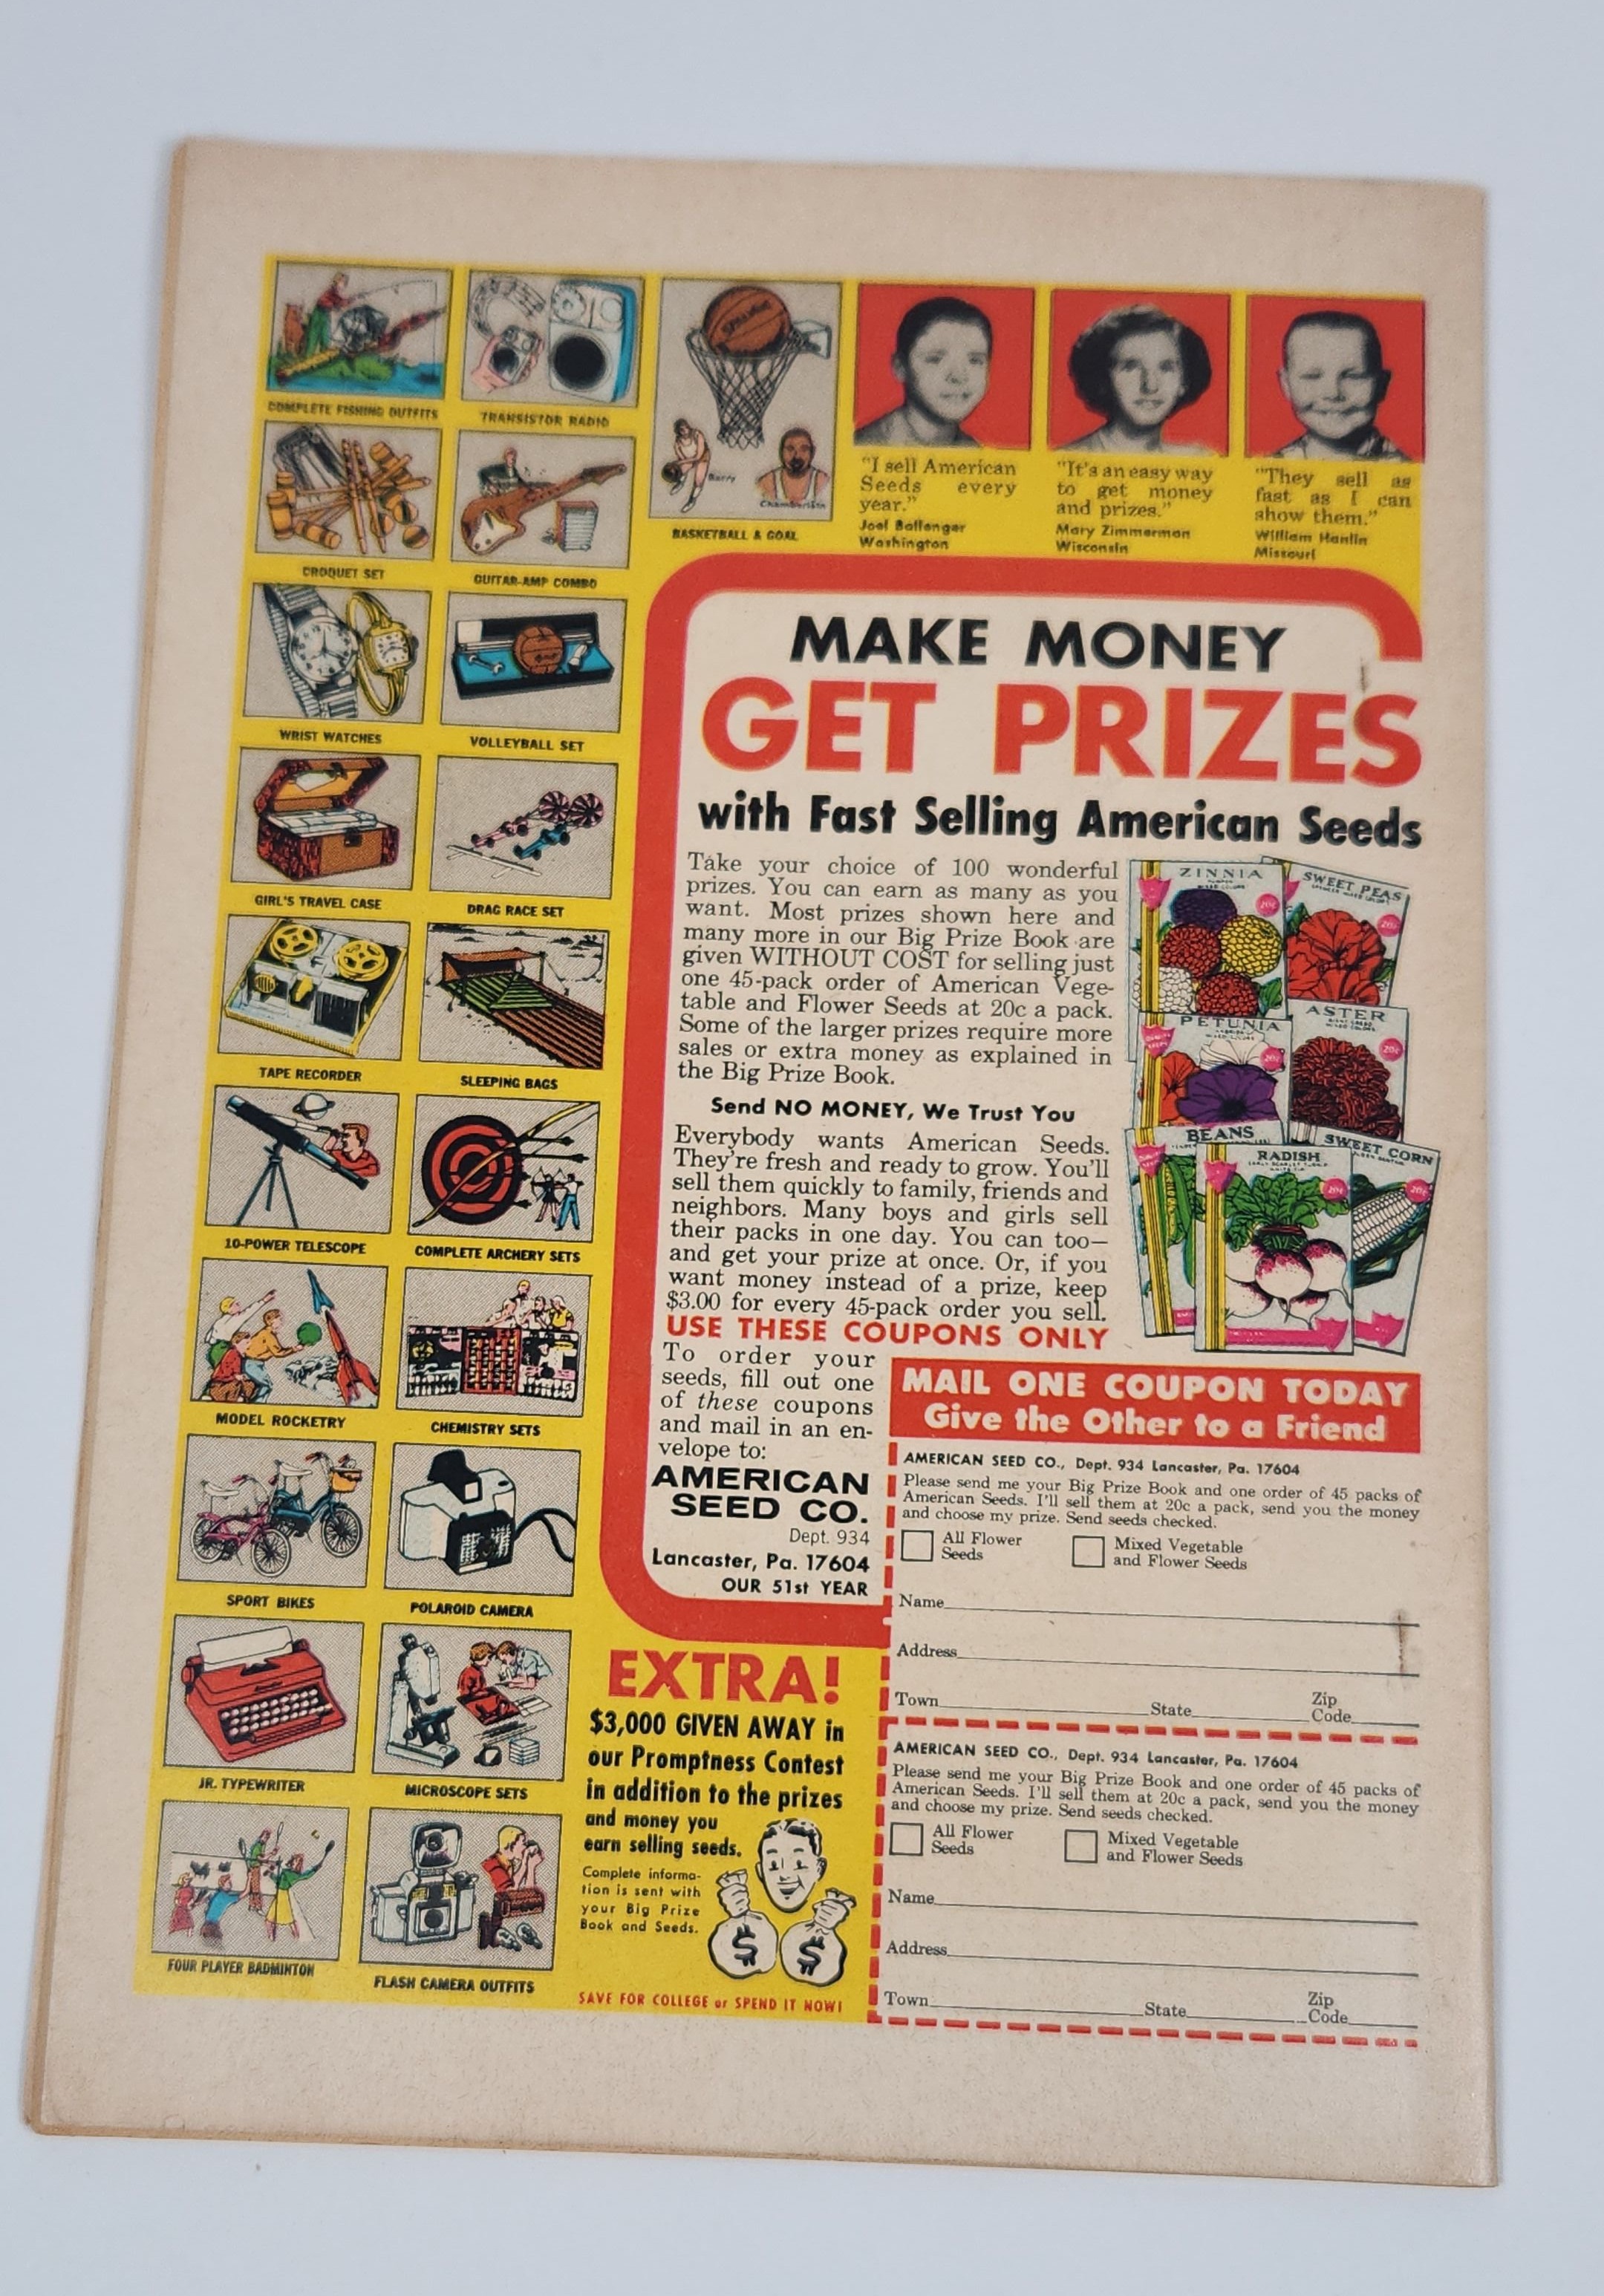 COMPLETE FISHING OUTFITS
TRANSISTOR RADIO
SPALDING
Barry
Chamberlain
BASKETBALL & GOAL
CROQUET SET
GUITAR-AMP COMBO
WRIST WATCHES
VOLLEYBALL SET
GIRL'S TRAVEL CASE
DRAG RACE SET
TAPE RECORDER
SLEEPING BAGS
10-POWER TELESCOPE
COMPLETE ARCHERY SETS
MODEL ROCKETRY
CHEMISTRY SETS
SPORT BIKES
POLAROID CAMERA
JR. TYPEWRITER
MICROSCOPE SETS
FOUR PLAYER BADMINTON
FLASH CAMERA OUTFITS
"I sell American
Seeds every
year."
Joel Ballenger
Washington
"It's an easy way
to get money
and prizes."
Mary Zimmerman
Wisconsin
"They sell as
fast as I can
show them."
William Hanlin
Missouri
MAKE MONEY
GET PRIZES
with Fast Selling American Seeds
Take your choice of 100 wonderful
prizes. You can earn as many as you
want. Most prizes shown here and
many more in our Big Prize Book are
given WITHOUT COST for selling just
one 45-pack order of American Vege-
table and Flower Seeds at 20c a pack.
Some of the larger prizes require more
sales or extra money as explained in
the Big Prize Book.
Send NO MONEY, We Trust You
Everybody wants American Seeds.
They're fresh and ready to grow. You'll
sell them quickly to family, friends and
neighbors. Many boys and girls sell
their packs in one day. You can too—
and get your prize at once. Or, if you
want money instead of a prize, keep
$3.00 for every 45-pack order you sell.
USE THESE COUPONS ONLY
To order your
seeds, fill out one
of these coupons
and mail in an en-
velope to:
AMERICAN
SEED CO.
Dept. 934
Lancaster, Pa. 17604
OUR 51st YEAR
ZINNIA
MIXED COLORS
20¢
SWEET PEAS
20¢
PETUNIA
20¢
ASTER
MIXED COLORS
20¢
BEANS
RADISH
20¢
SWEET CORN
20¢
MAIL ONE COUPON TODAY
Give the Other to a Friend
AMERICAN SEED CO., Dept. 934 Lancaster, Pa. 17604
Please send me your Big Prize Book and one order of 45 packs of
American Seeds. I'll sell them at 20c a pack, send you the money
and choose my prize. Send seeds checked.
All Flower
Seeds
Mixed Vegetable
and Flower Seeds
Name
Address
Town State Zip Code
AMERICAN SEED CO., Dept. 934 Lancaster, Pa. 17604
Please send me your Big Prize Book and one order of 45 packs of
American Seeds. I'll sell them at 20c a pack, send you the money
and choose my prize. Send seeds checked.
All Flower
Seeds
Mixed Vegetable
and Flower Seeds
Name
Address
Town State Zip Code
EXTRA!
$3,000 GIVEN AWAY in
our Promptness Contest
in addition to the prizes
and money you
earn selling seeds.
Complete informa-
tion is sent with
your Big Prize
Book and Seeds.
$ $
SAVE FOR COLLEGE or SPEND IT NOW!